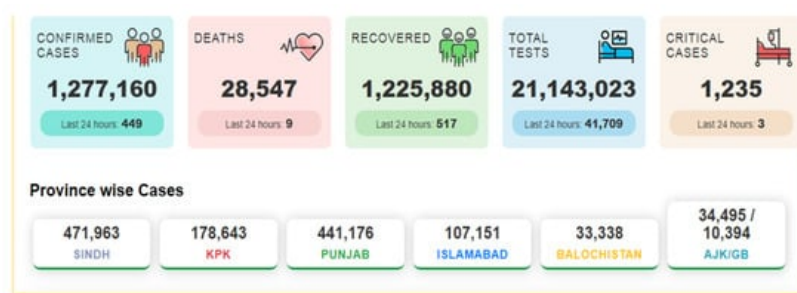 CONFIRMED
CASES
1,277,160
Last 24 hours: 449
DEATHS
28,547
Last 24 hours: 9
RECOVERED
1,225,880
Last 24 hours: 517
TOTAL
TESTS
21,143,023
Last 24 hours: 41,709
CRITICAL
CASES
1,235
Last 24 hours: 3
Province wise Cases
471,963
SINDH
178,643
KPK
441,176
PUNJAB
107,151
ISLAMABAD
33,338
BALOCHISTAN
34,495 /
10,394
AJK/GB